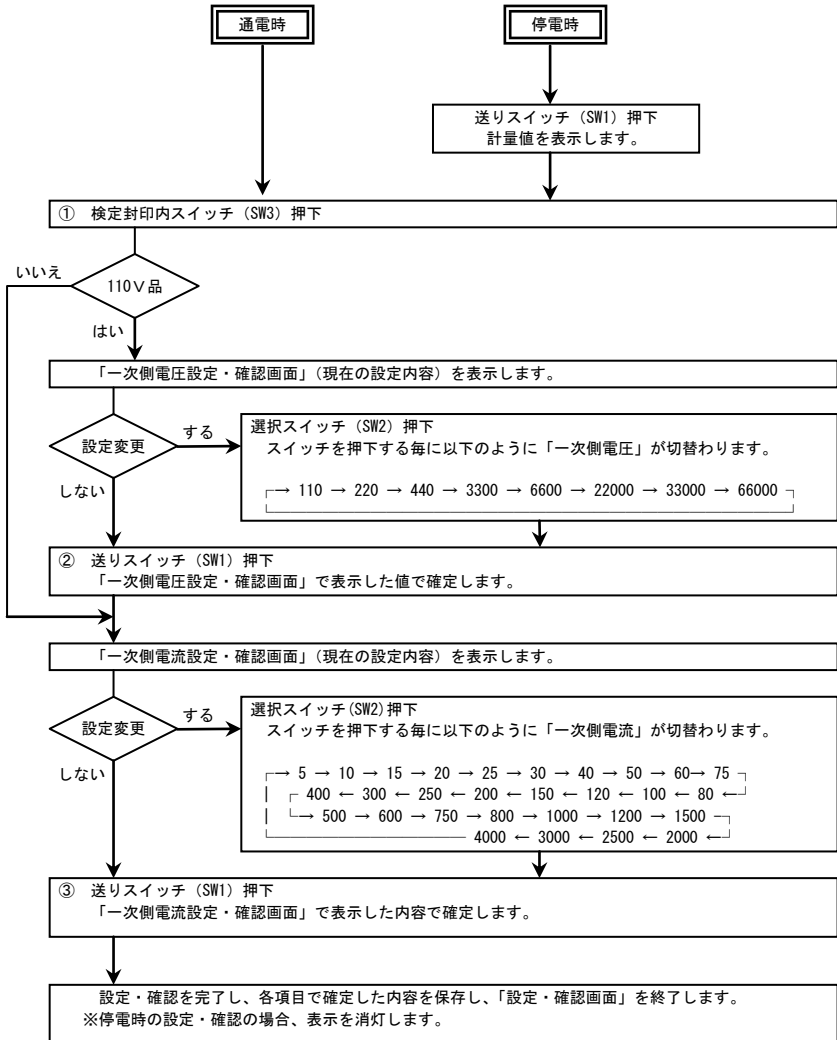 通電時
停電時
送りスイッチ（SW1）押下
計量値を表示します。
① 検定封印内スイッチ（SW3）押下
いいえ
110V品
はい
「一次側電圧設定・確認画面」（現在の設定内容）を表示します。
設定変更
する
しない
選択スイッチ（SW2）押下
スイッチを押下する毎に以下のように「一次側電圧」が切替わります。
→ 110 → 220 → 440 → 3300 → 6600 → 22000 → 33000 → 66000
② 送りスイッチ（SW1）押下
「一次側電圧設定・確認画面」で表示した値で確定します。
「一次側電流設定・確認画面」（現在の設定内容）を表示します。
設定変更
する
しない
選択スイッチ(SW2)押下
スイッチを押下する毎に以下のように「一次側電流」が切替わります。
→ 5 → 10 → 15 → 20 → 25 → 30 → 40 → 50 → 60→ 75
400 ← 300 ← 250 ← 200 ← 150 ← 120 ← 100 ← 80 ←
→ 500 → 600 → 750 → 800 → 1000 → 1200 → 1500
4000 ← 3000 ← 2500 ← 2000 ←
③ 送りスイッチ（SW1）押下
「一次側電流設定・確認画面」で表示した内容で確定します。
設定・確認を完了し、各項目で確定した内容を保存し、「設定・確認画面」を終了します。
※停電時の設定・確認の場合、表示を消灯します。